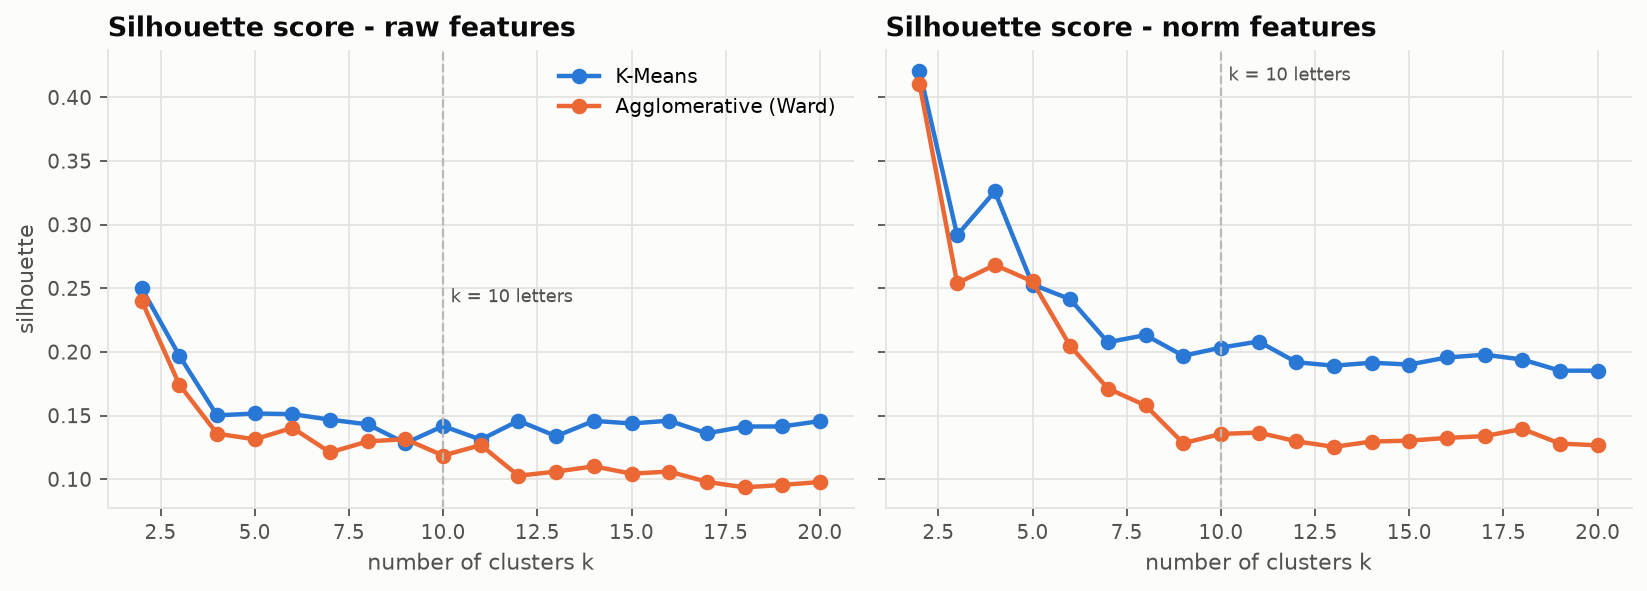 Silhouette score - raw features
K-Means
Agglomerative (Ward)
k = 10 letters
silhouette
0.40
0.35
0.30
0.25
0.20
0.15
0.10
2.5 5.0 7.5 10.0 12.5 15.0 17.5 20.0
number of clusters k
Silhouette score - norm features
k = 10 letters
2.5 5.0 7.5 10.0 12.5 15.0 17.5 20.0
number of clusters k